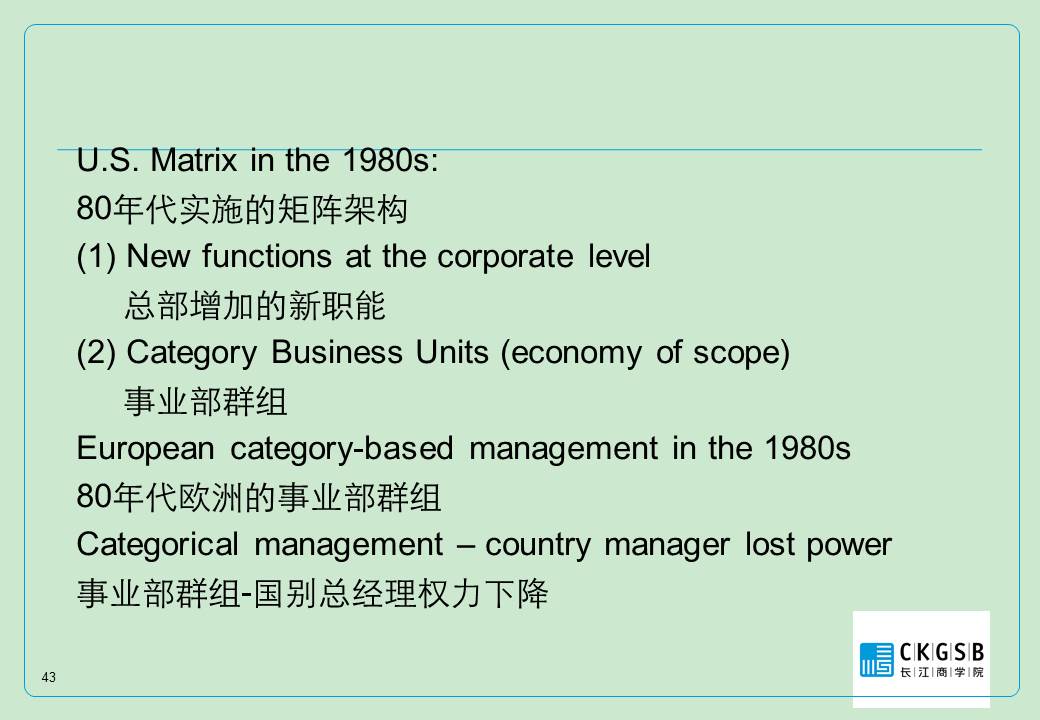 U.S. Matrix in the 1980s:
80年代实施的矩阵架构
(1) New functions at the corporate level
总部增加的新职能
(2) Category Business Units (economy of scope)
事业部群组
European category-based management in the 1980s
80年代欧洲的事业部群组
Categorical management – country manager lost power
事业部群组-国别总经理权力下降
43
C|K|G|S|B
长|江|商|学|院